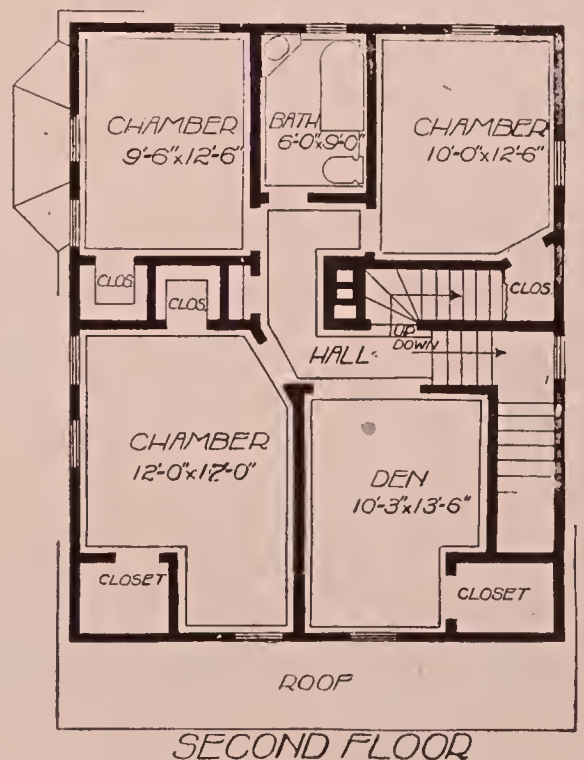 CHAMBER
9'-6"x12'-6"
BATH
6'-0"x9'-0"
CHAMBER
10'-0"x12'-6"
CLOS.
CLOS.
CLOS.
UP
DOWN
HALL
CHAMBER
12'-0"x17'-0"
DEN
10'-3"x13'-6"
CLOSET
CLOSET
ROOF
SECOND FLOOR